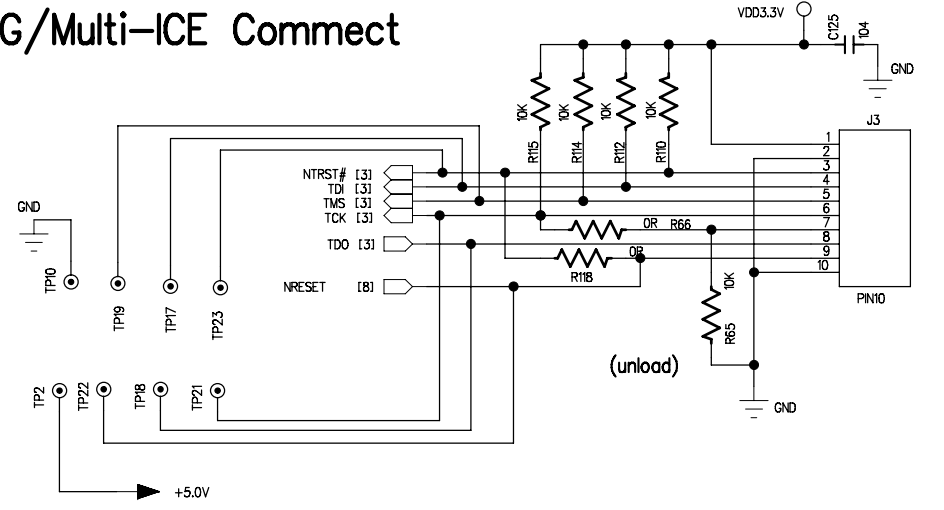 G/Multi-ICE Commect
VDD3.3V
C125
104
GND
J3
10K
10K
10K
10K
R115
R114
R112
R110
1
2
3
4
5
6
7
8
9
10
PIN10
NTRST# [3]
TDI [3]
TMS [3]
TCK [3]
TDO [3]
NRESET [8]
0R R66
0R
R118
10K
R65
(unload)
GND
GND
TP10
TP19
TP17
TP23
TP2
TP22
TP18
TP21
+5.0V